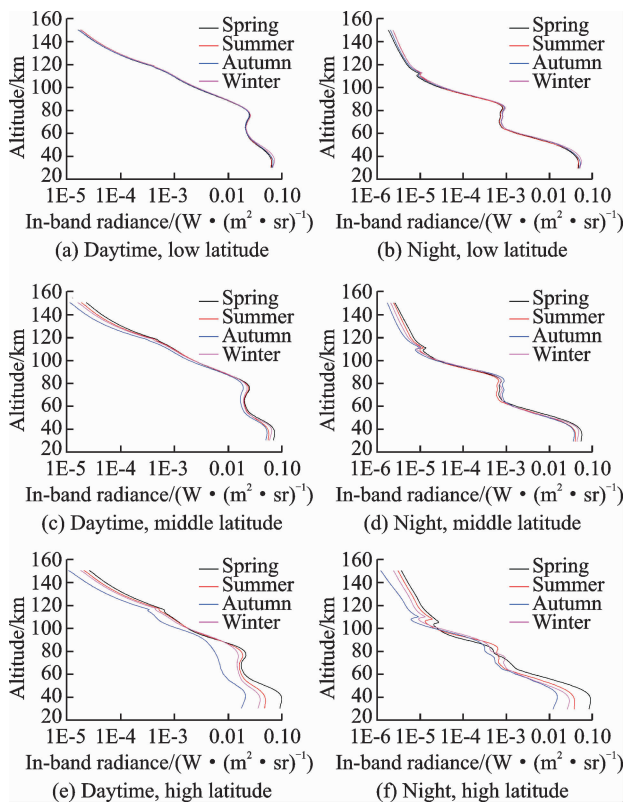 160
140
120
100
80
60
40
20
Altitude/km
Spring
Summer
Autumn
Winter
1E-5 1E-4 1E-3 0.01 0.10
In-band radiance/(W · (m² · sr)⁻¹)
(a) Daytime, low latitude
160
140
120
100
80
60
40
20
Altitude/km
Spring
Summer
Autumn
Winter
1E-6 1E-5 1E-4 1E-3 0.01 0.10
In-band radiance/(W · (m² · sr)⁻¹)
(b) Night, low latitude
160
140
120
100
80
60
40
20
Altitude/km
Spring
Summer
Autumn
Winter
1E-5 1E-4 1E-3 0.01 0.10
In-band radiance/(W · (m² · sr)⁻¹)
(c) Daytime, middle latitude
160
140
120
100
80
60
40
20
Altitude/km
Spring
Summer
Autumn
Winter
1E-6 1E-5 1E-4 1E-3 0.01 0.10
In-band radiance/(W · (m² · sr)⁻¹)
(d) Night, middle latitude
160
140
120
100
80
60
40
20
Altitude/km
Spring
Summer
Autumn
Winter
1E-5 1E-4 1E-3 0.01 0.10
In-band radiance/(W · (m² · sr)⁻¹)
(e) Daytime, high latitude
160
140
120
100
80
60
40
20
Altitude/km
Spring
Summer
Autumn
Winter
1E-6 1E-5 1E-4 1E-3 0.01 0.10
In-band radiance/(W · (m² · sr)⁻¹)
(f) Night, high latitude